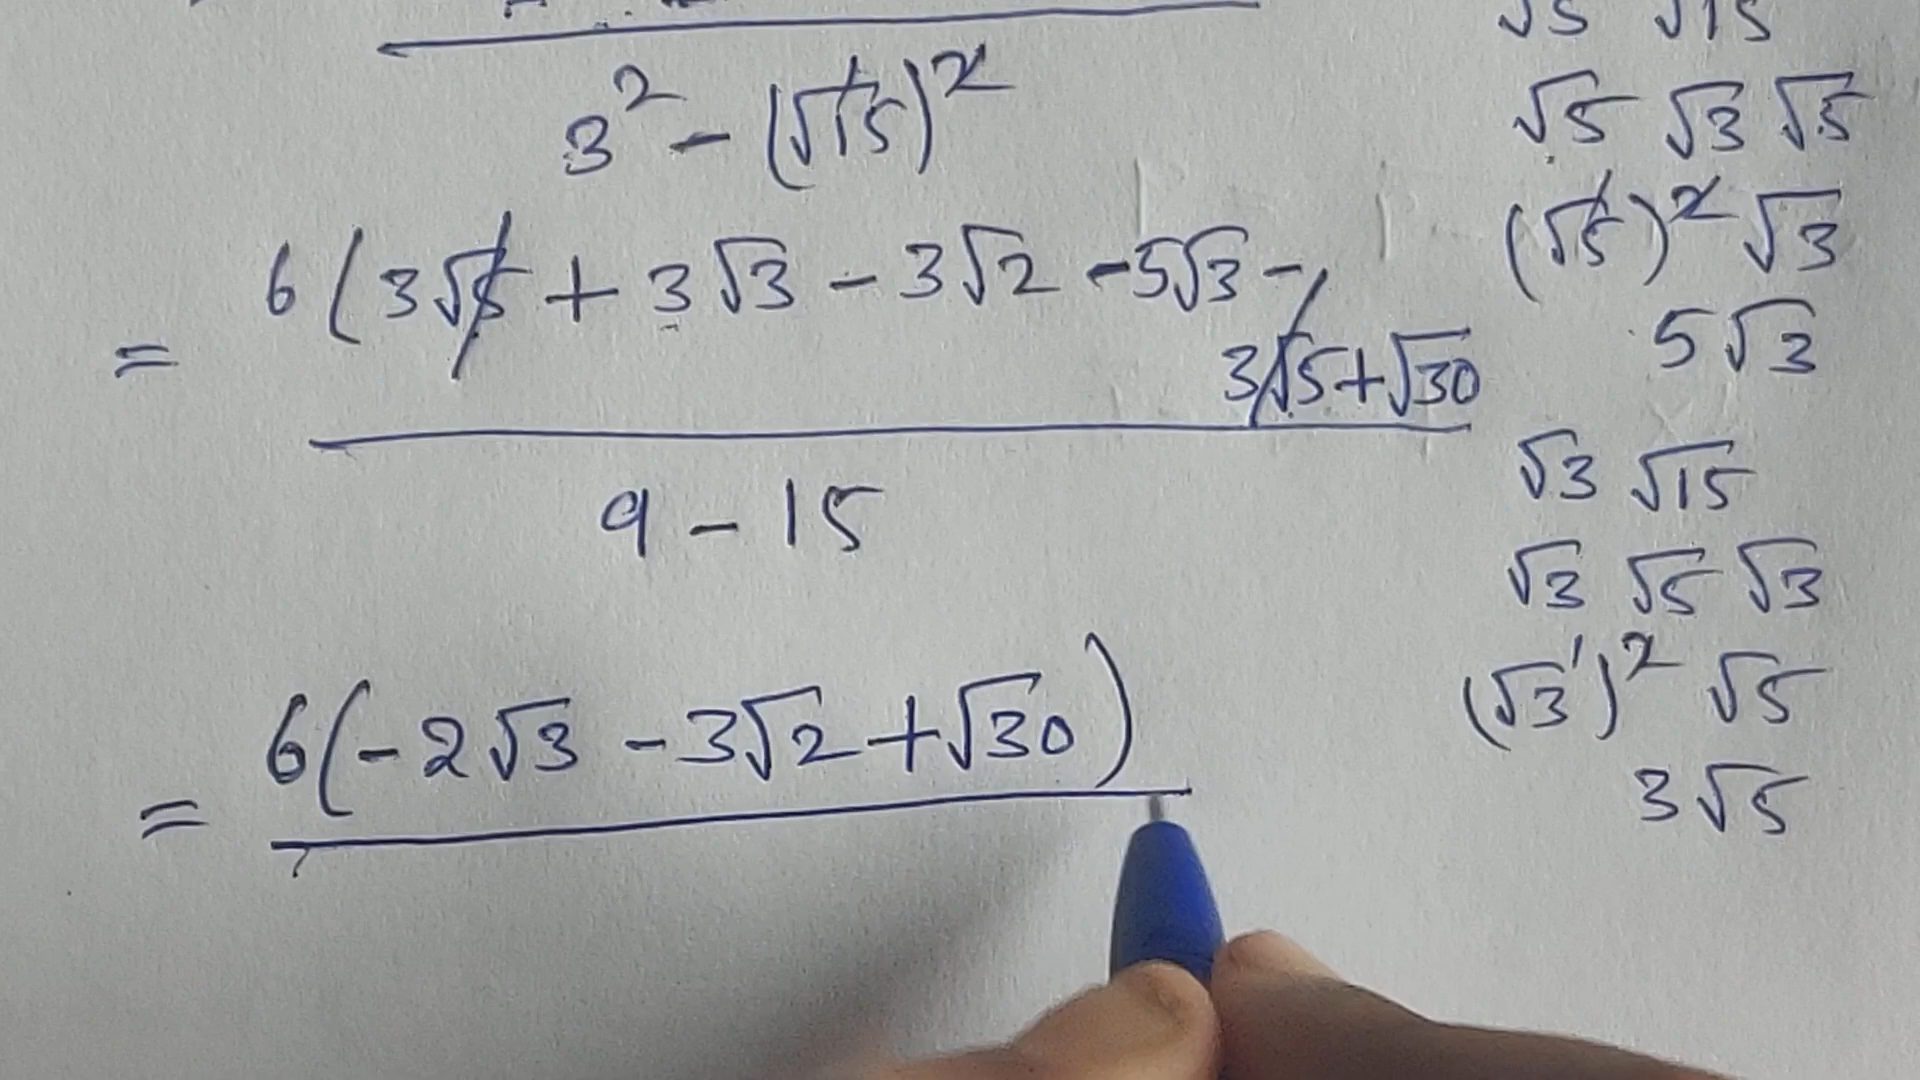 3² - (√15)²
= 6(3√5 + 3√3 - 3√2 - 5√3 -
3√5+√30
9 - 15
= 6(-2√3 - 3√2 + √30)
√5 √15
√5 √3 √5
(√5)² √3
5√3
√3 √15
√3 √5 √3
(√3)² √5
3√5